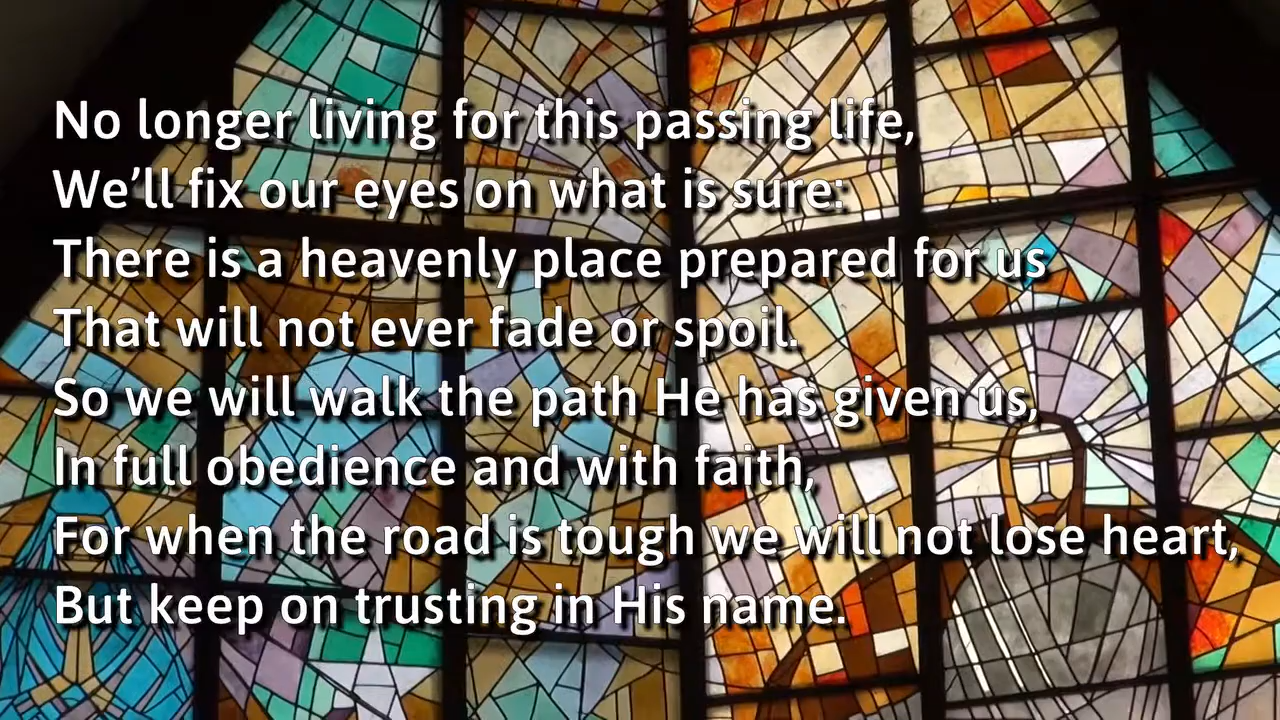 No longer living for this passing life,
We’ll fix our eyes on what is sure:
There is a heavenly place prepared for us
That will not ever fade or spoil.
So we will walk the path He has given us,
In full obedience and with faith,
For when the road is tough we will not lose heart,
But keep on trusting in His name.